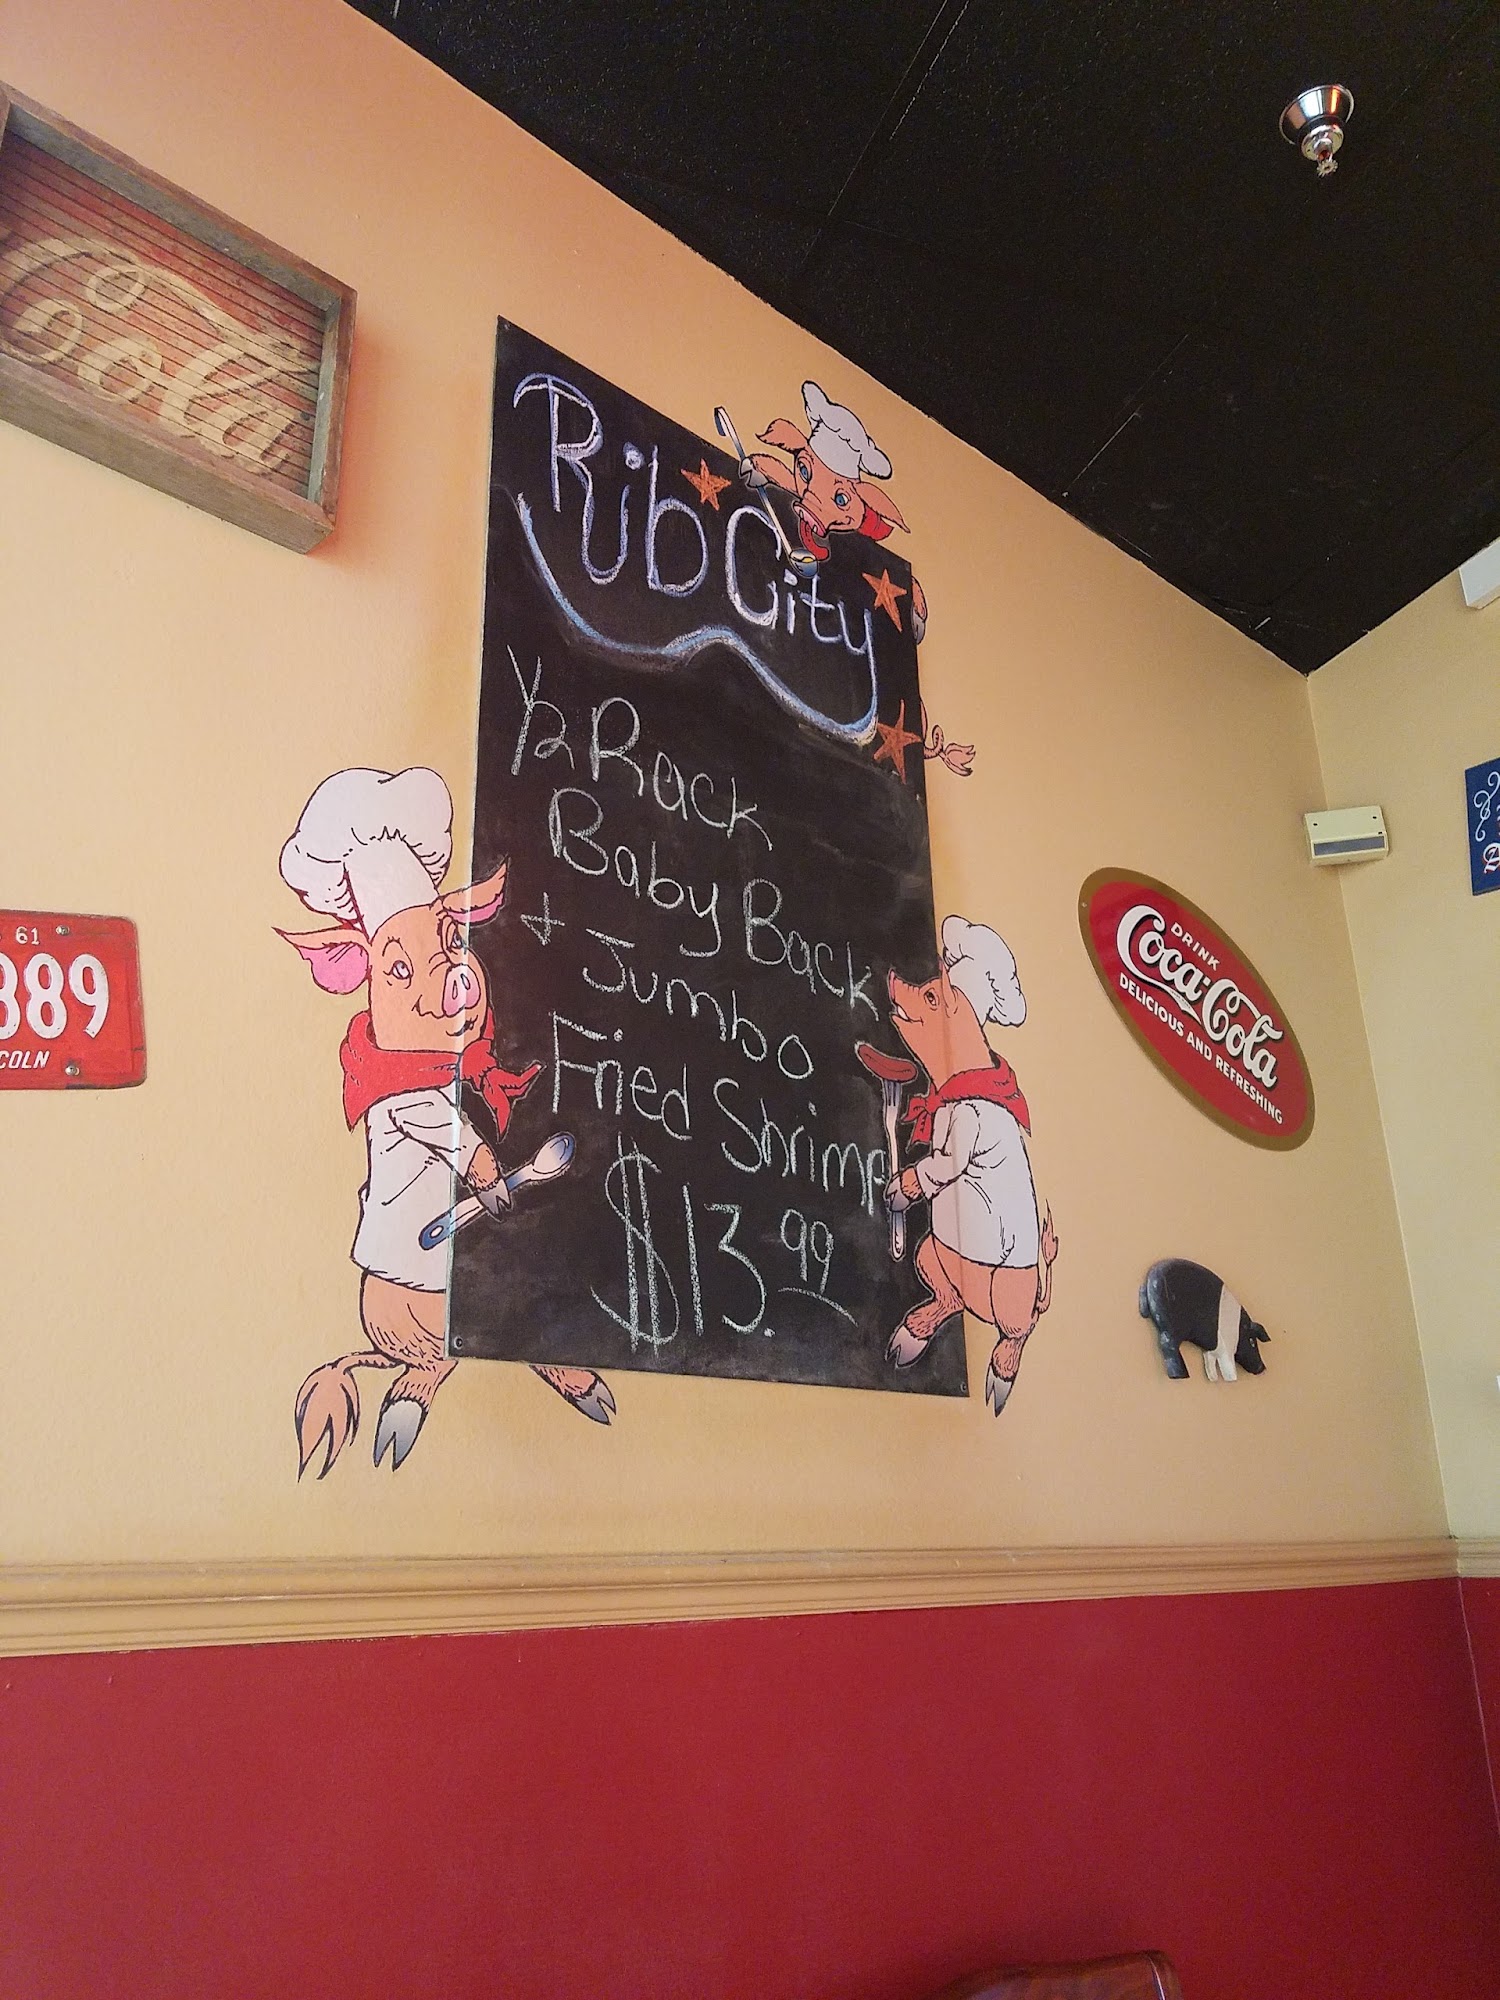 Cola
Rib City
½ Rack
Baby Back
+ Jumbo
Fried Shrimp
$13.99
61
889
COLN
DRINK
Coca-Cola
DELICIOUS AND REFRESHING